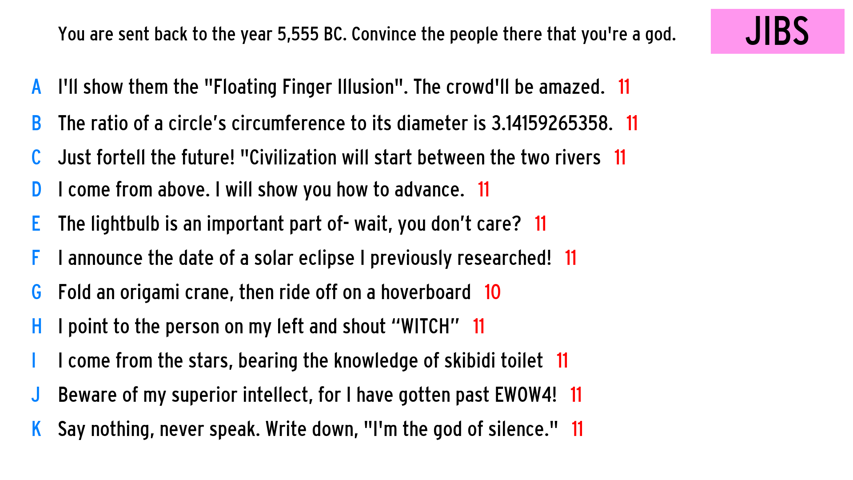 You are sent back to the year 5,555 BC. Convince the people there that you're a god.
JIBS
A I'll show them the "Floating Finger Illusion". The crowd'll be amazed. 11
B The ratio of a circle’s circumference to its diameter is 3.14159265358. 11
C Just fortell the future! "Civilization will start between the two rivers 11
D I come from above. I will show you how to advance. 11
E The lightbulb is an important part of- wait, you don’t care? 11
F I announce the date of a solar eclipse I previously researched! 11
G Fold an origami crane, then ride off on a hoverboard 10
H I point to the person on my left and shout “WITCH” 11
I I come from the stars, bearing the knowledge of skibidi toilet 11
J Beware of my superior intellect, for I have gotten past EWOW4! 11
K Say nothing, never speak. Write down, "I'm the god of silence." 11